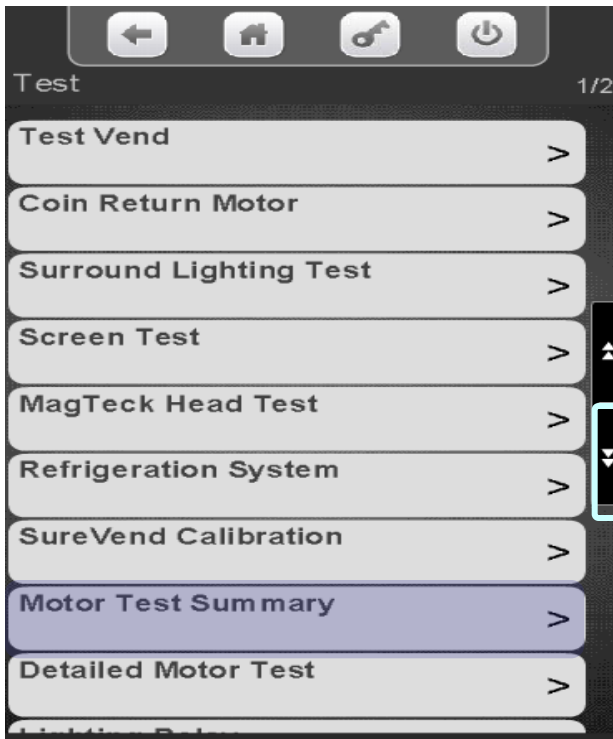 Test
1/2
Test Vend
>
Coin Return Motor
>
Surround Lighting Test
>
Screen Test
>
MagTeck Head Test
>
Refrigeration System
>
SureVend Calibration
>
Motor Test Summary
>
Detailed Motor Test
>